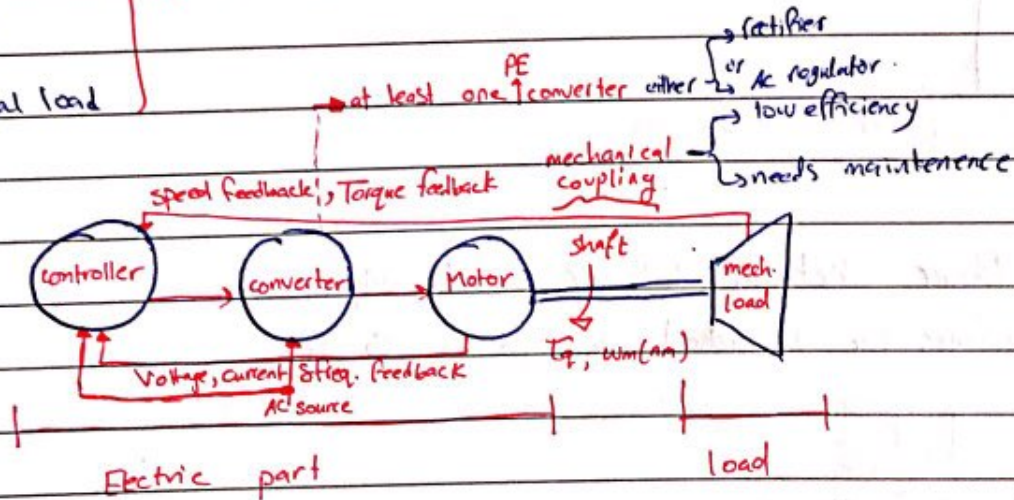 rectifier
or
PE
al load
at least one converter either
AC regulator.
low efficiency
mechanical
coupling
needs maintenence
speed feedback, Torque feedback
shaft
controller
converter
Motor
mech.
load
Tq, wm(nm)
Voltage, current & freq. feedback
AC source
Electric part
load